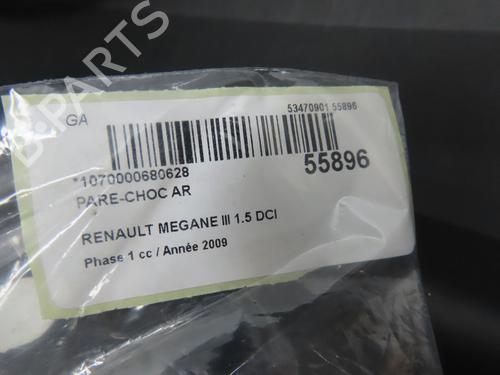 B-PARTS
GA
53470901 55896
*1070000680628
55896
PARE-CHOC AR
RENAULT MEGANE III 1.5 DCI
Phase 1 cc / Année 2009